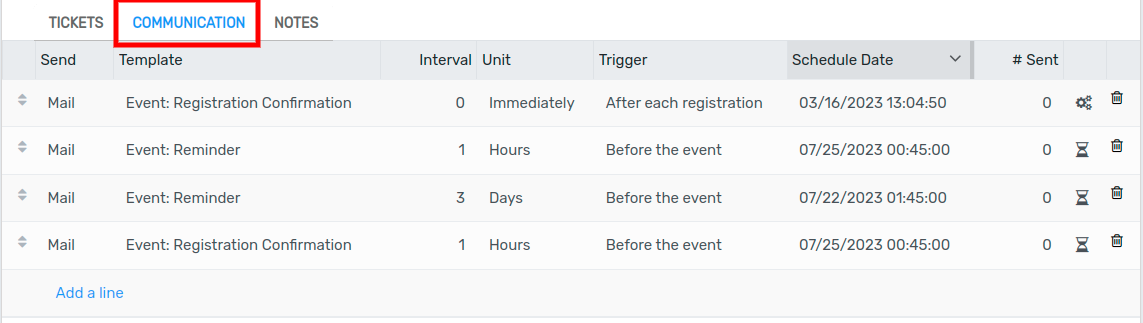 TICKETS COMMUNICATION NOTES
Send Template Interval Unit Trigger Schedule Date # Sent
Mail Event: Registration Confirmation 0 Immediately After each registration 03/16/2023 13:04:50 0
Mail Event: Reminder 1 Hours Before the event 07/25/2023 00:45:00 0
Mail Event: Reminder 3 Days Before the event 07/22/2023 01:45:00 0
Mail Event: Registration Confirmation 1 Hours Before the event 07/25/2023 00:45:00 0
Add a line